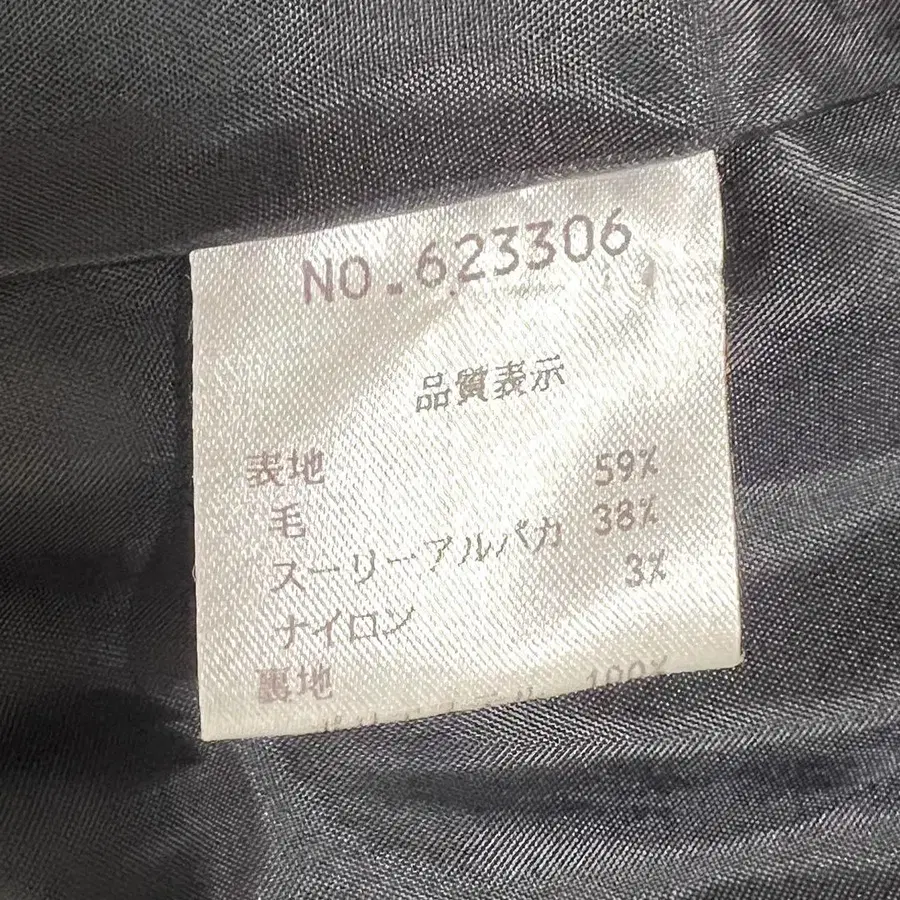 NO.623306
品質表示
表地
毛 59%
スーリーアルパカ 38%
ナイロン 3%
裏地
100%